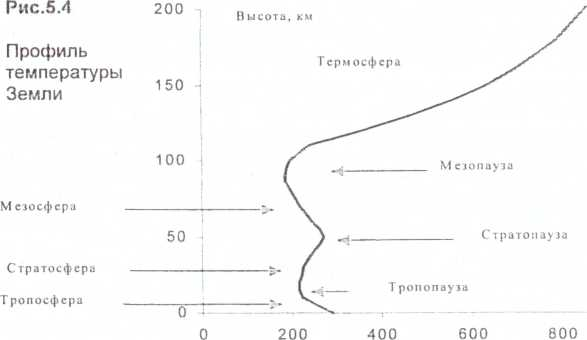 Рис.5.4
Профиль
температуры
Земли
Высота, км
200
Термосфера
150
100
Мезопауза
Мезосфера
50
Стратопауза
Стратосфера
Тропопауза
Тропосфера
0
0 200 400 600 800